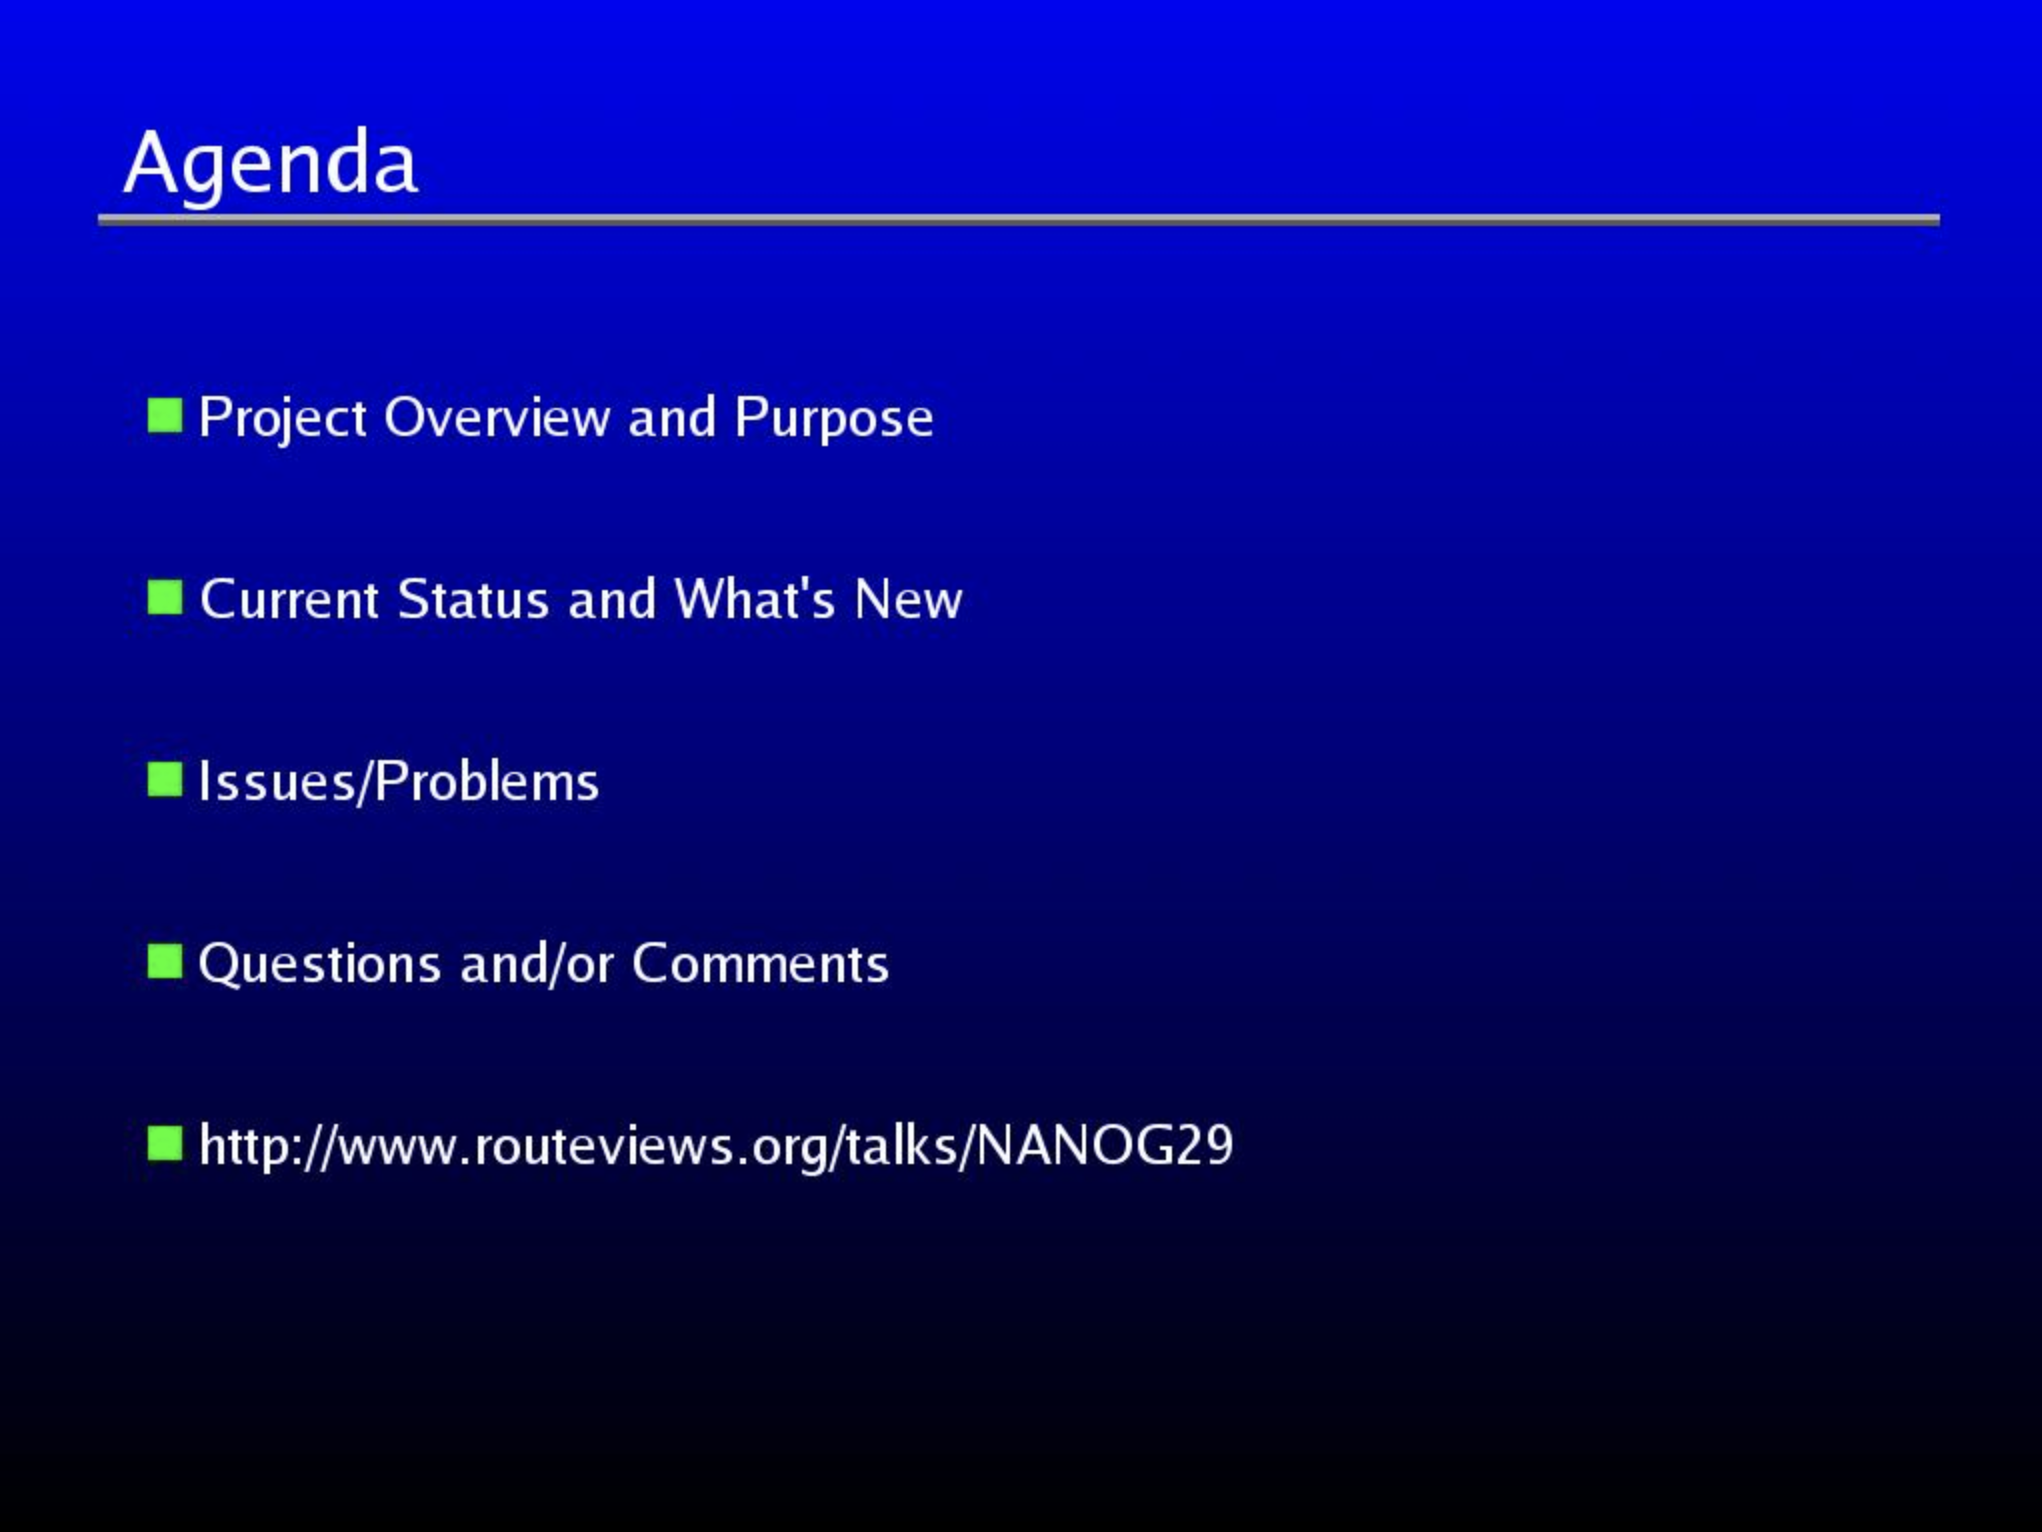 Agenda
Project Overview and Purpose
Current Status and What's New
Issues/Problems
Questions and/or Comments
http://www.routeviews.org/talks/NANOG29